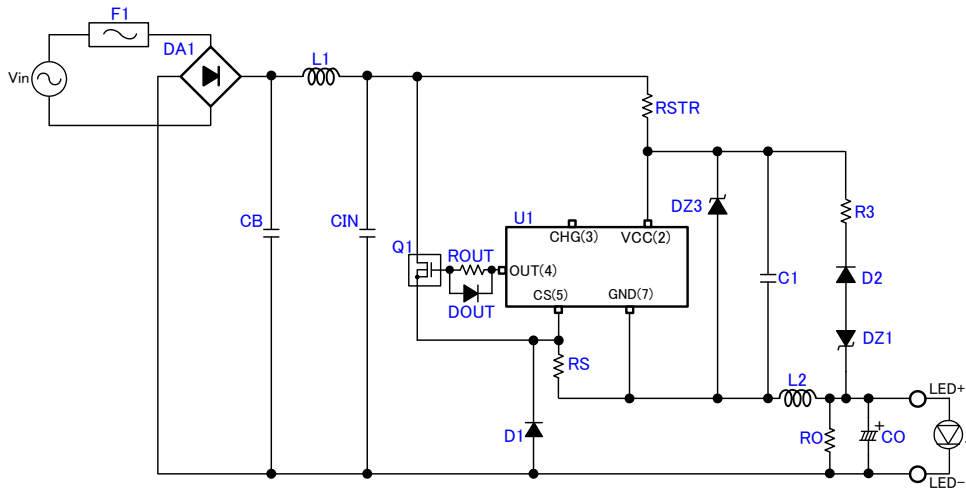 F1
DA1
L1
Vin
RSTR
CB
CIN
Q1
ROUT
DOUT
U1
CHG(3)
VCC(2)
OUT(4)
CS(5)
GND(7)
DZ3
C1
R3
D2
DZ1
RS
L2
D1
RO
CO
+
LED+
LED-